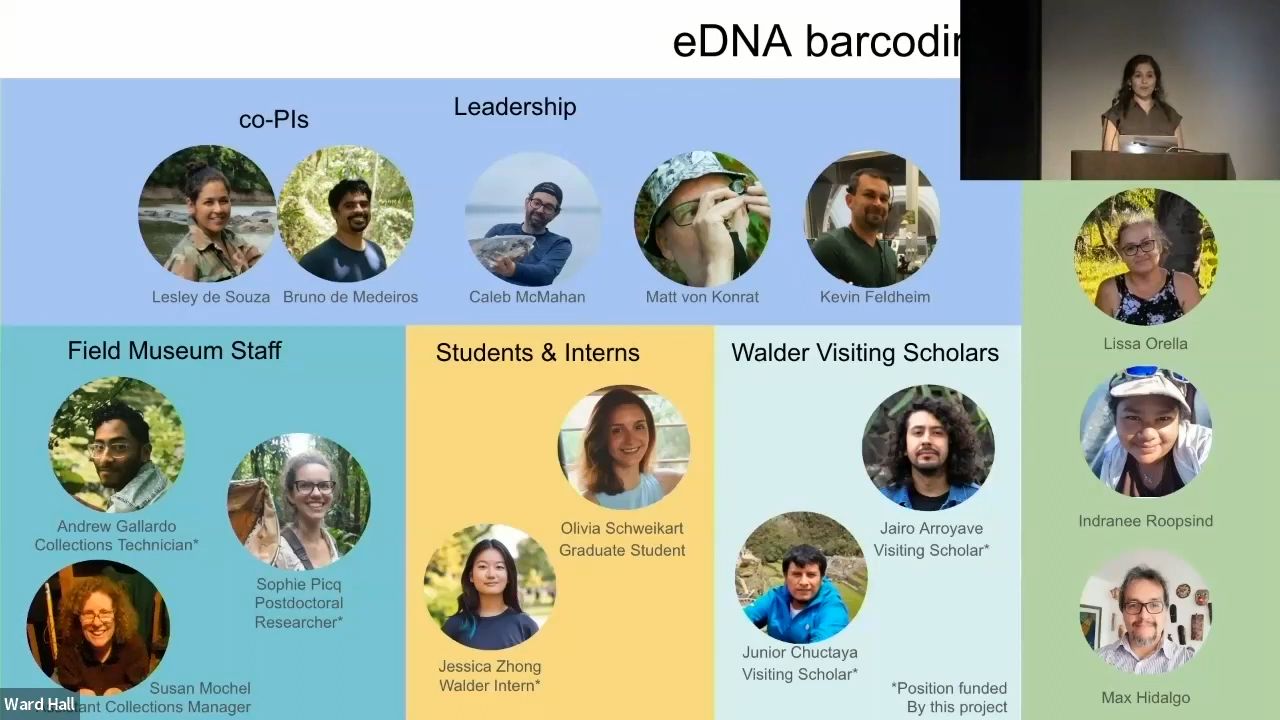 eDNA barcodin
Leadership
co-PIs
Lesley de Souza
Bruno de Medeiros
Caleb McMahan
Matt von Konrat
Kevin Feldheim
Field Museum Staff
Andrew Gallardo
Collections Technician*
Sophie Picq
Postdoctoral
Researcher*
Susan Mochel
tant Collections Manager
Students & Interns
Olivia Schweikart
Graduate Student
Jessica Zhong
Walder Intern*
Walder Visiting Scholars
Jairo Arroyave
Visiting Scholar*
Junior Chuctaya
Visiting Scholar*
*Position funded
By this project
Lissa Orella
Indranee Roopsind
Max Hidalgo
Ward Hall